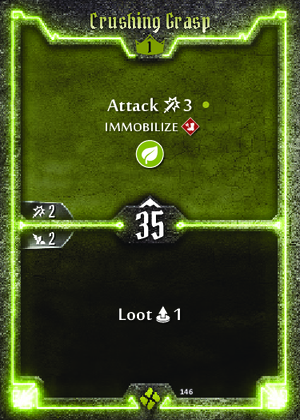 Crushing Grasp
1
Attack 3
IMMOBILIZE
2
35
2
Loot 1
146